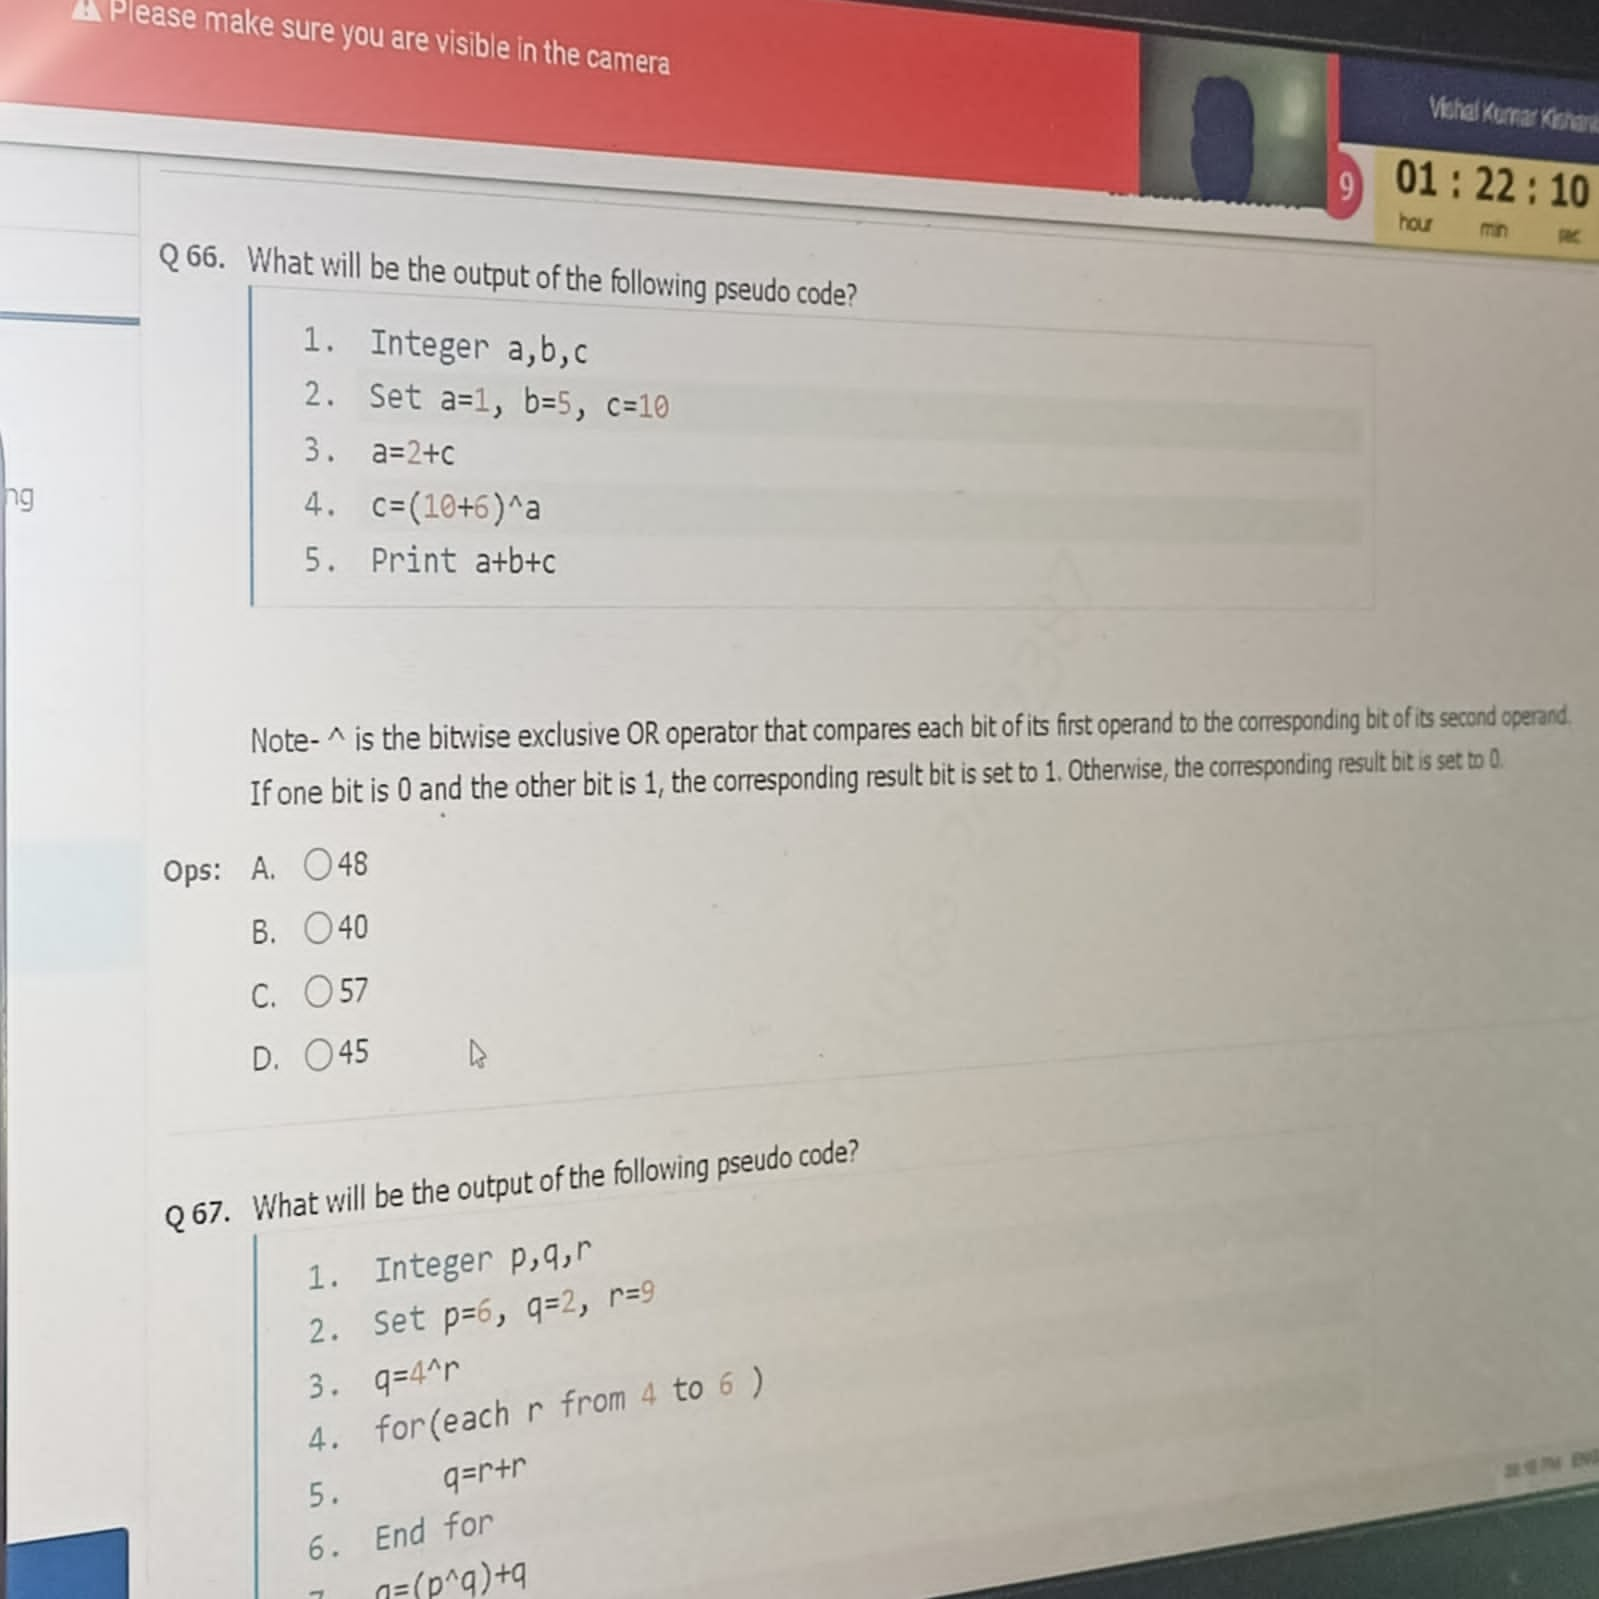 Please make sure you are visible in the camera
Vishal Kumar
9
01 : 22 : 10
hour min sec
Q 66. What will be the output of the following pseudo code?
1. Integer a,b,c
2. Set a=1, b=5, c=10
3. a=2+c
4. c=(10+6)^a
5. Print a+b+c
ng
Note- ^ is the bitwise exclusive OR operator that compares each bit of its first operand to the corresponding bit of its second operand.
If one bit is 0 and the other bit is 1, the corresponding result bit is set to 1. Otherwise, the corresponding result bit is set to 0.
Ops: A. 48
B. 40
C. 57
D. 45
Q 67. What will be the output of the following pseudo code?
1. Integer p,q,r
2. Set p=6, q=2, r=9
3. q=4^r
4. for(each r from 4 to 6 )
5. q=r+r
6. End for
q=(p^q)+q